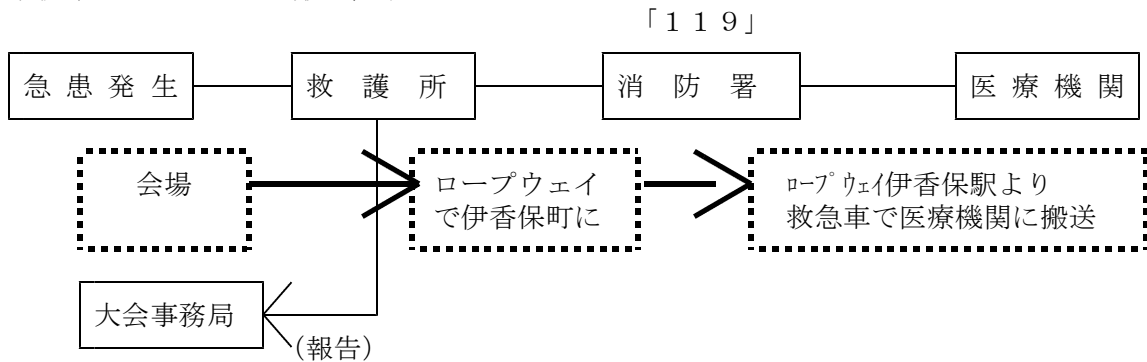 「１１９」
急患発生
救護所
消防署
医療機関
会場
ロープウェイ
で伊香保町に
ﾛｰﾌﾟｳｪｲ伊香保駅より
救急車で医療機関に搬送
大会事務局
(報告)